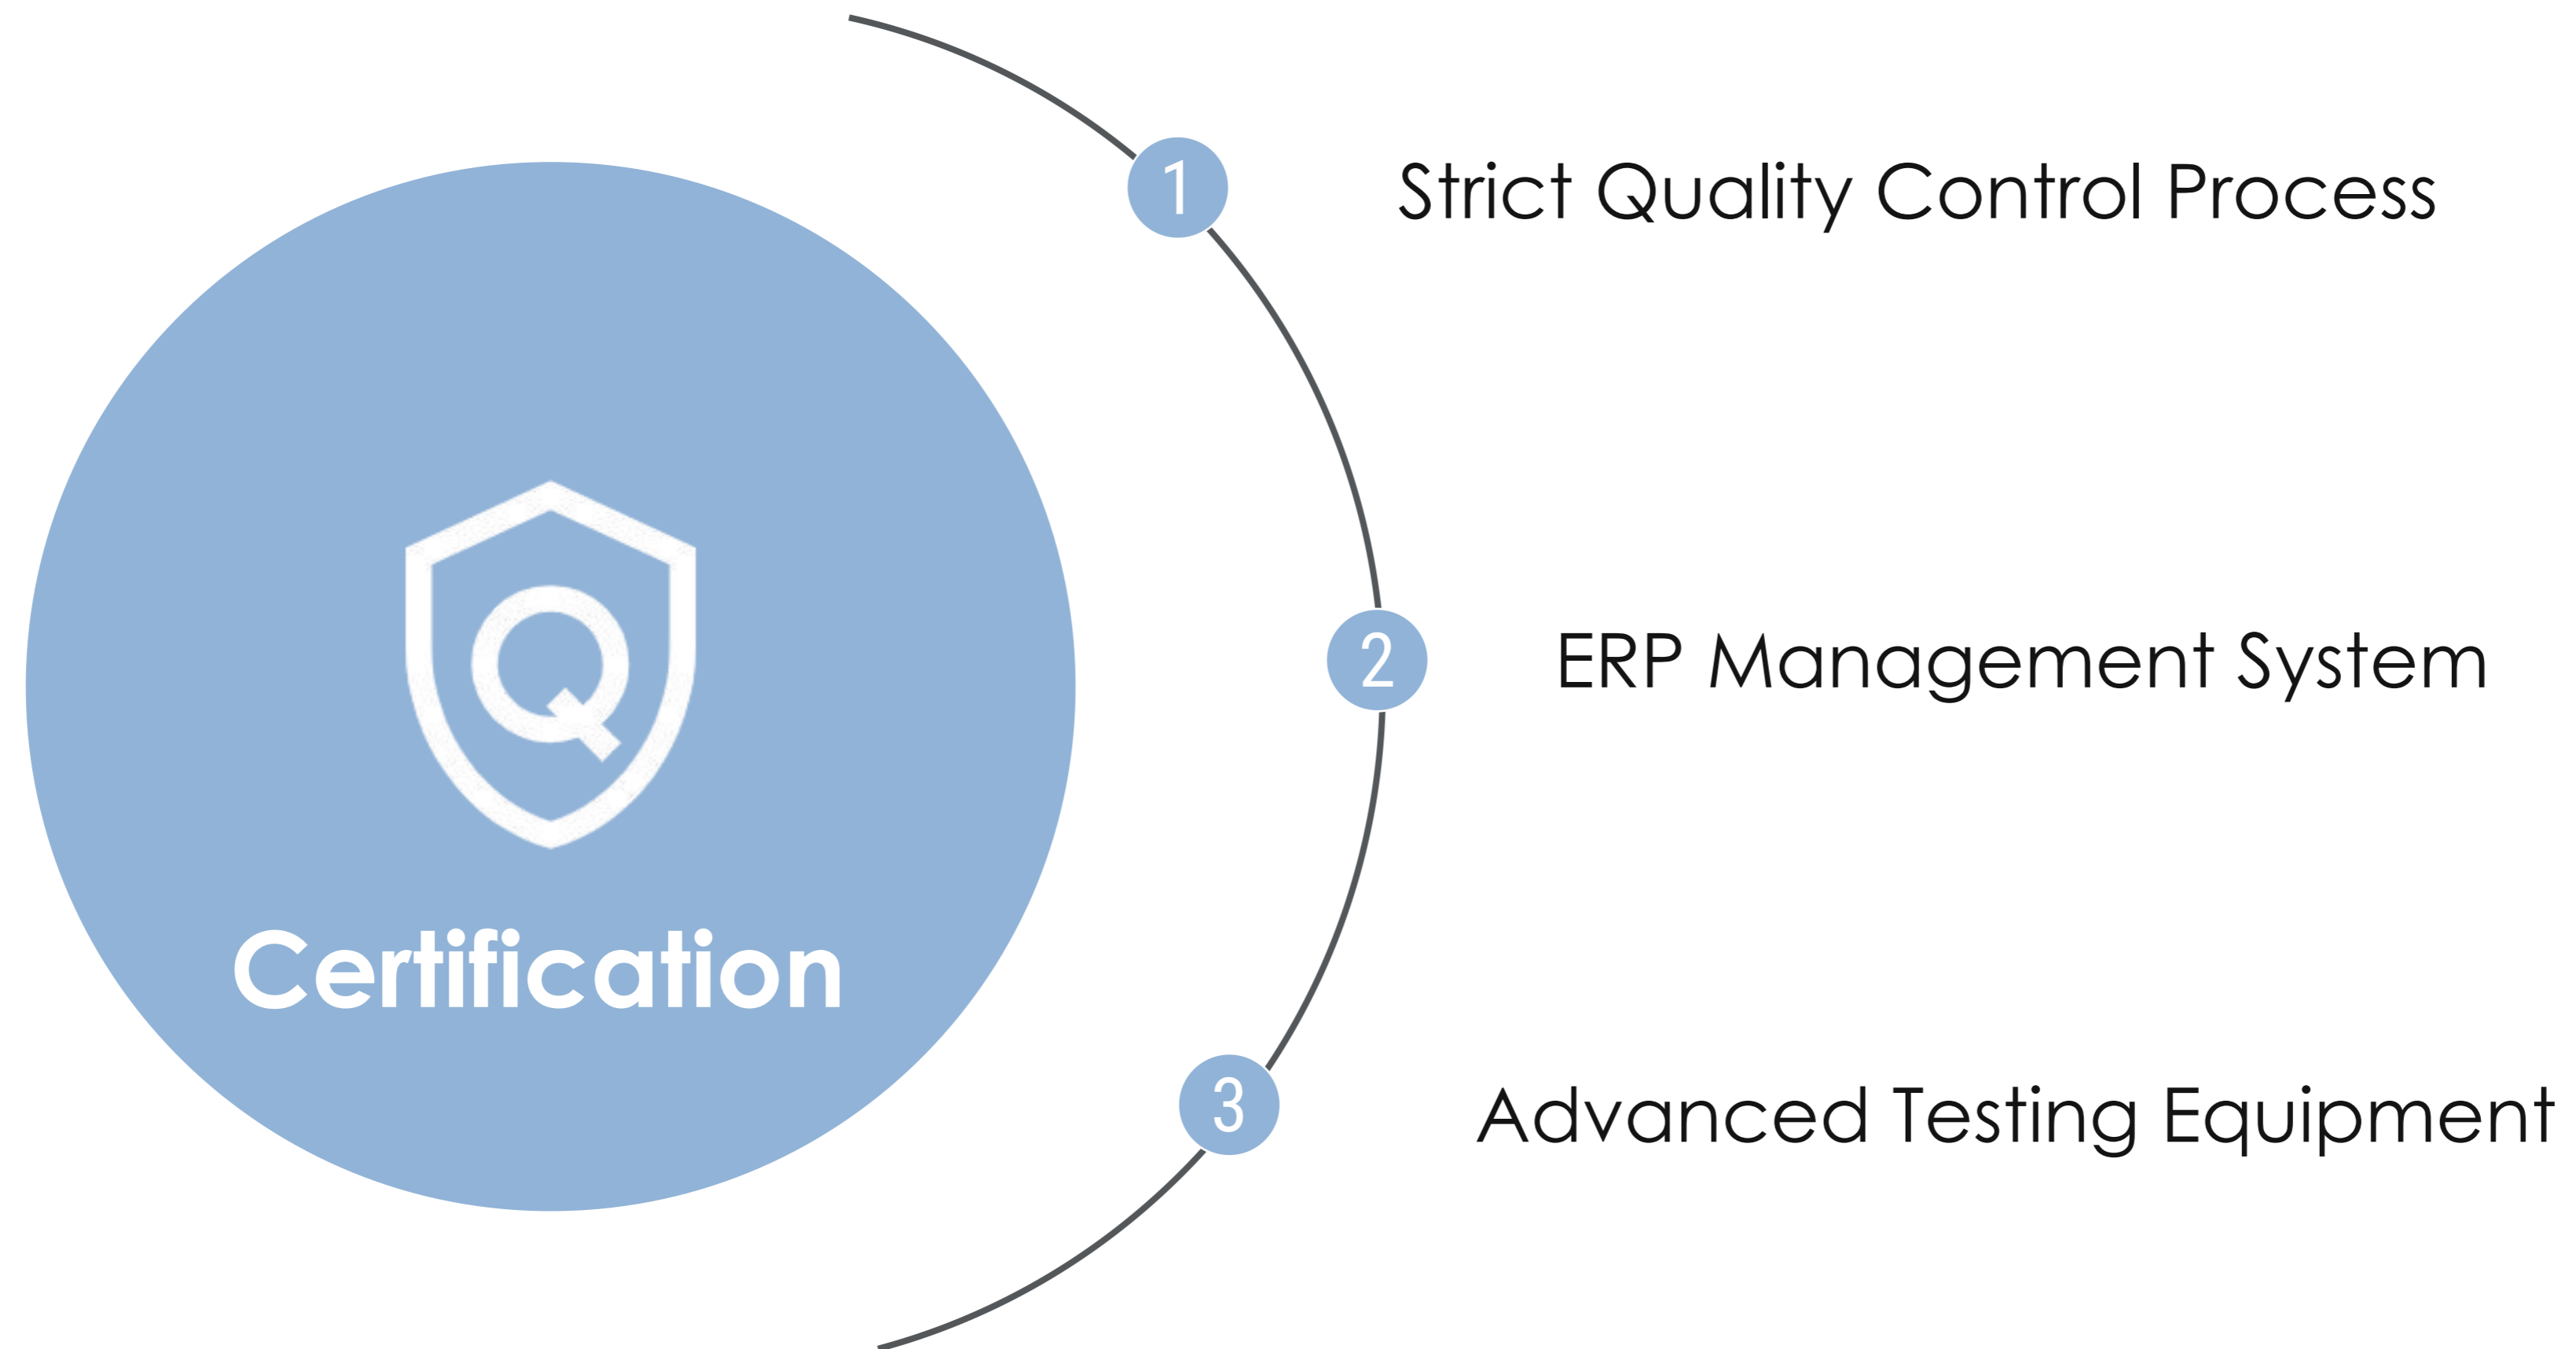 1
Strict Quality Control Process
Q
2
ERP Management System
Certification
3
Advanced Testing Equipment